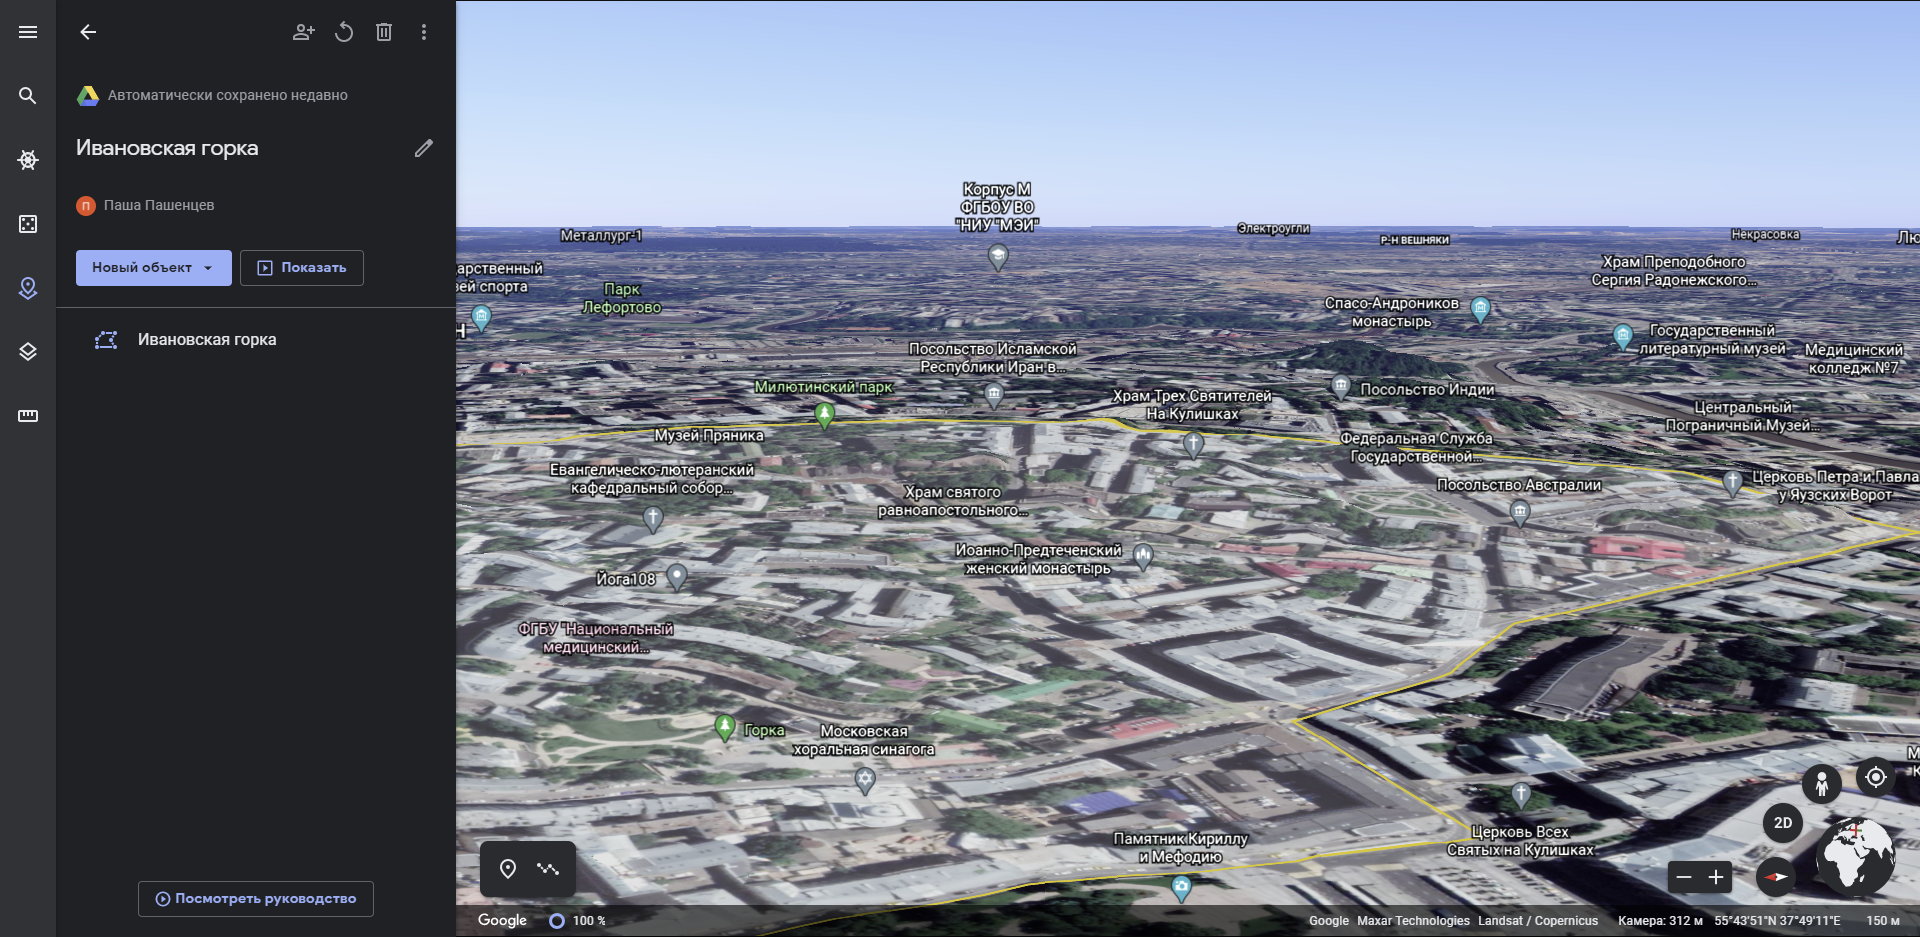 Автоматически сохранено недавно
Ивановская горка
П
Паша Пашенцев
Новый объект
Показать
Ивановская горка
Посмотреть руководство
Корпус М
ФГБОУ ВО
"НИУ "МЭИ"
Металлург-1
Электроугли
Р-Н ВЕШНЯКИ
Некрасовка
Лю
дарственный
зей спорта
Парк
Лефортово
Храм Преподобного
Сергия Радонежского...
Спасо-Андроников
монастырь
Н
Государственный
литературный музей
Медицинский
колледж №7
Посольство Исламской
Республики Иран в...
Милютинский парк
Храм Трех Святителей
На Кулишках
Посольство Индии
Центральный
Пограничный Музей...
Музей Пряника
Федеральная Служба
Государственной...
Евангелическо-лютеранский
кафедральный собор...
Храм святого
равноапостольного...
Посольство Австралии
Церковь Петра и Павла
у Яузских Ворот
Иоанно-Предтеченский
женский монастырь
Йога108
ФГБУ "Национальный
медицинский...
Горка
Московская
хоральная синагога
М
к
Памятник Кириллу
и Мефодию
Церковь Всех
Святых на Кулишках
2D
Google
100 %
Google Maxar Technologies Landsat / Copernicus
Камера: 312 м 55°43'51"N 37°49'11"E
150 м